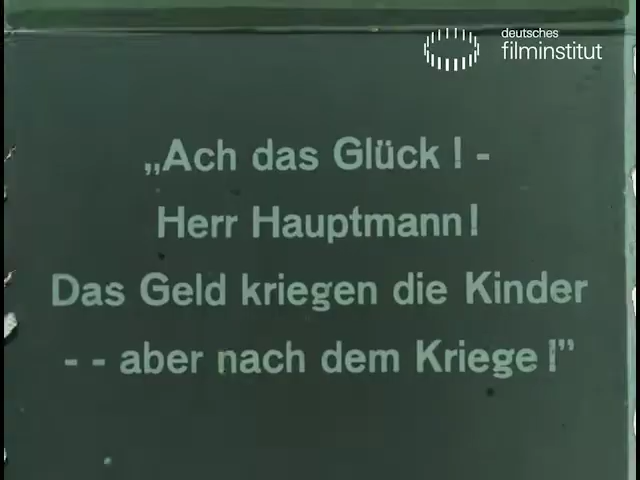 deutsches
filminstitut
„Ach das Glück! -
Herr Hauptmann!
Das Geld kriegen die Kinder
- - aber nach dem Kriege!”